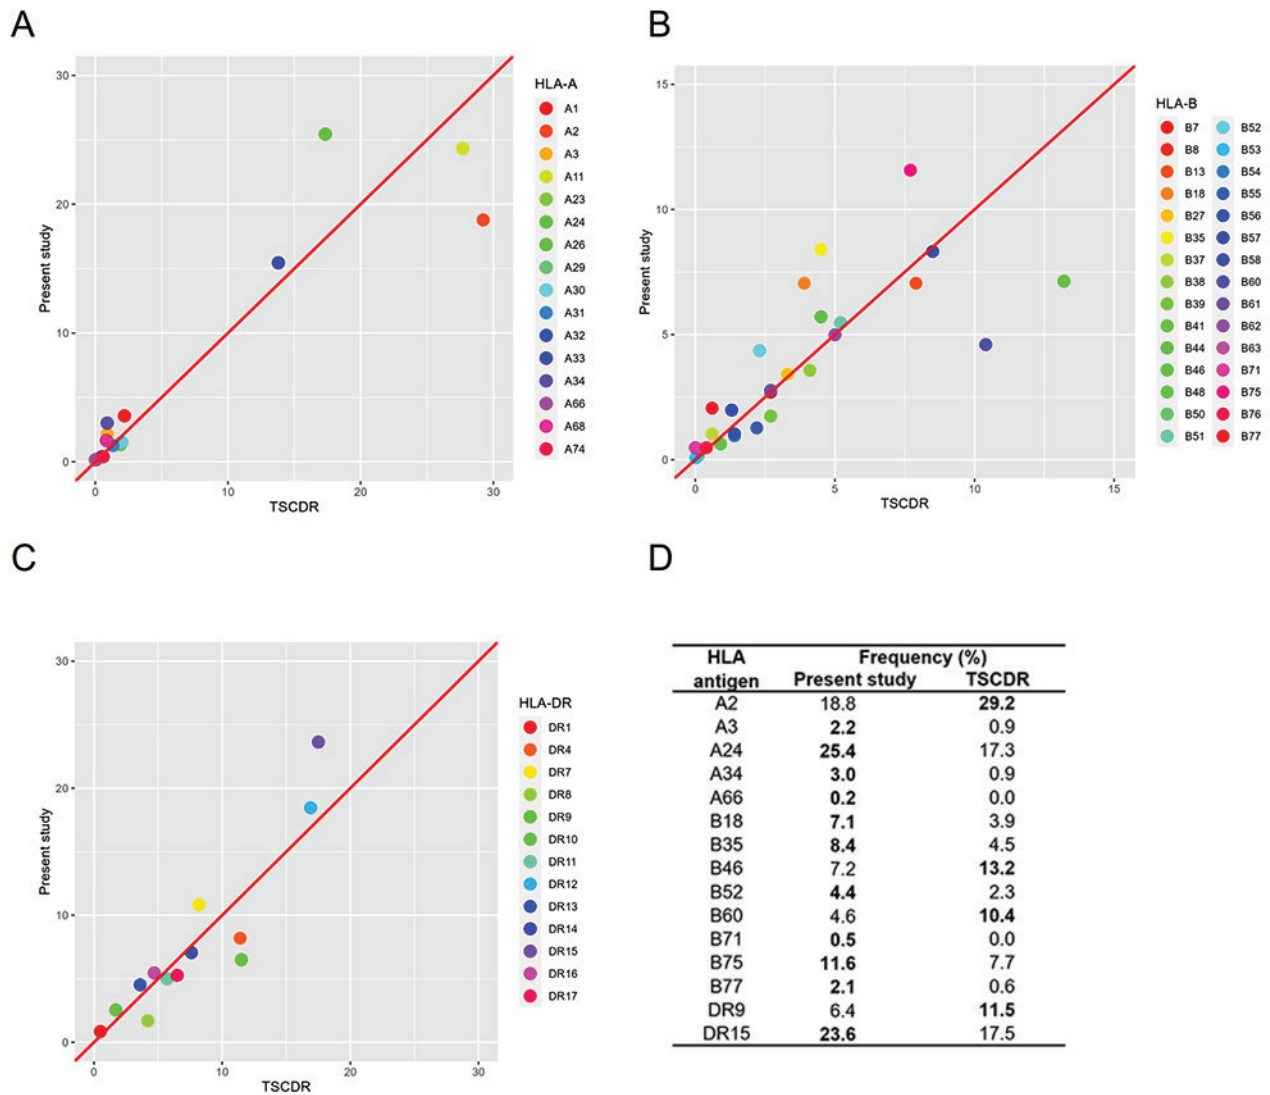 A
30
20
10
0
0
10
20
30
Present study
TSCDR
HLA-A
A1
A2
A3
A11
A23
A24
A26
A29
A30
A31
A32
A33
A34
A66
A68
A74
B
15
10
5
0
0
5
10
15
Present study
TSCDR
HLA-B
B7 B52
B8 B53
B13 B54
B18 B55
B27 B56
B35 B57
B37 B58
B38 B60
B39 B61
B41 B62
B44 B63
B46 B71
B48 B75
B50 B76
B51 B77
C
30
20
10
0
0
10
20
30
Present study
TSCDR
HLA-DR
DR1
DR4
DR7
DR8
DR9
DR10
DR11
DR12
DR13
DR14
DR15
DR16
DR17
D
HLA Frequency (%)
antigen Present study TSCDR
A2 18.8 29.2
A3 2.2 0.9
A24 25.4 17.3
A34 3.0 0.9
A66 0.2 0.0
B18 7.1 3.9
B35 8.4 4.5
B46 7.2 13.2
B52 4.4 2.3
B60 4.6 10.4
B71 0.5 0.0
B75 11.6 7.7
B77 2.1 0.6
DR9 6.4 11.5
DR15 23.6 17.5